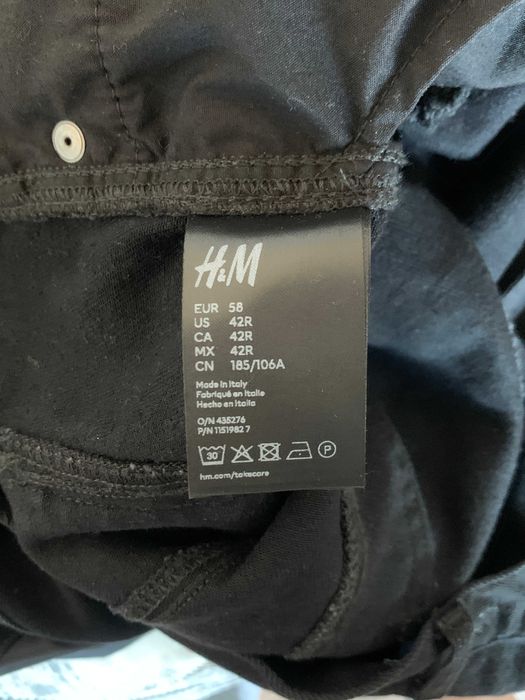 H&M
EUR 58
US 42R
CA 42R
MX 42R
CN 185/106A
Made in Italy
Fabriqué en Italie
Hecho en Italia
O/N 435276
P/N 1151982 7
30
P
hm.com/takecare